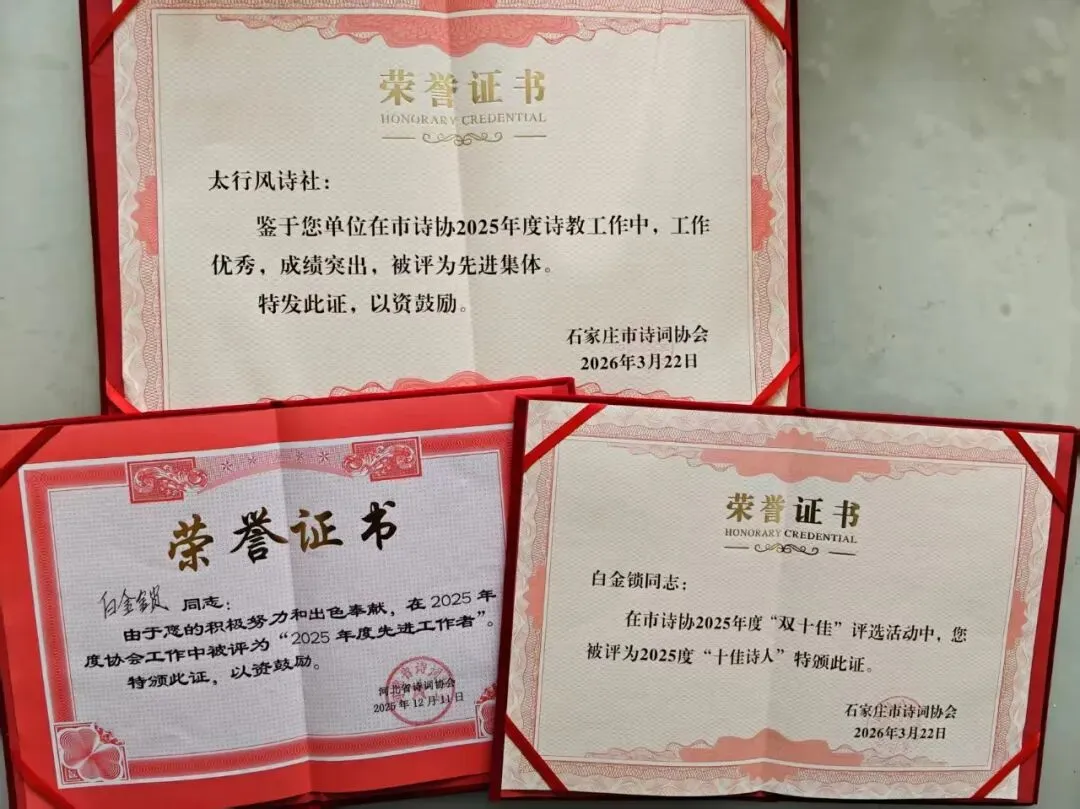 荣誉证书
HONORARY CREDENTIAL
太行风诗社：
鉴于您单位在市诗协2025年度诗教工作中，工作
优秀，成绩突出，被评为先进集体。
特发此证，以资鼓励。
石家庄市诗词协会
2026年3月22日
荣誉证书
白金锁 同志：
由于您的积极努力和出色奉献，在2025年
度协会工作中被评为“2025年度先进工作者”。
特颁此证，以资鼓励。
河北省诗词协会
2025年12月11日
荣誉证书
HONORARY CREDENTIAL
白金锁同志：
在市诗协2025年度“双十佳”评选活动中，您
被评为2025度“十佳诗人”特颁此证。
石家庄市诗词协会
2026年3月22日